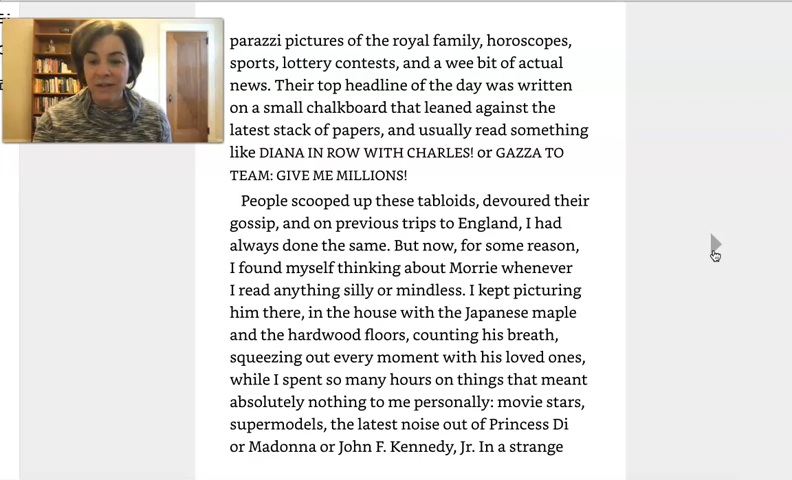 parazzi pictures of the royal family, horoscopes,
sports, lottery contests, and a wee bit of actual
news. Their top headline of the day was written
on a small chalkboard that leaned against the
latest stack of papers, and usually read something
like DIANA IN ROW WITH CHARLES! or GAZZA TO
TEAM: GIVE ME MILLIONS!
People scooped up these tabloids, devoured their
gossip, and on previous trips to England, I had
always done the same. But now, for some reason,
I found myself thinking about Morrie whenever
I read anything silly or mindless. I kept picturing
him there, in the house with the Japanese maple
and the hardwood floors, counting his breath,
squeezing out every moment with his loved ones,
while I spent so many hours on things that meant
absolutely nothing to me personally: movie stars,
supermodels, the latest noise out of Princess Di
or Madonna or John F. Kennedy, Jr. In a strange